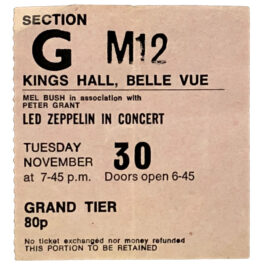 SECTION
G M12
KINGS HALL, BELLE VUE
MEL BUSH in association with
PETER GRANT
LED ZEPPELIN IN CONCERT
TUESDAY
NOVEMBER 30
at 7-45 p.m. Doors open 6-45
GRAND TIER
80p
No ticket exchanged nor money refunded
THIS PORTION TO BE RETAINED